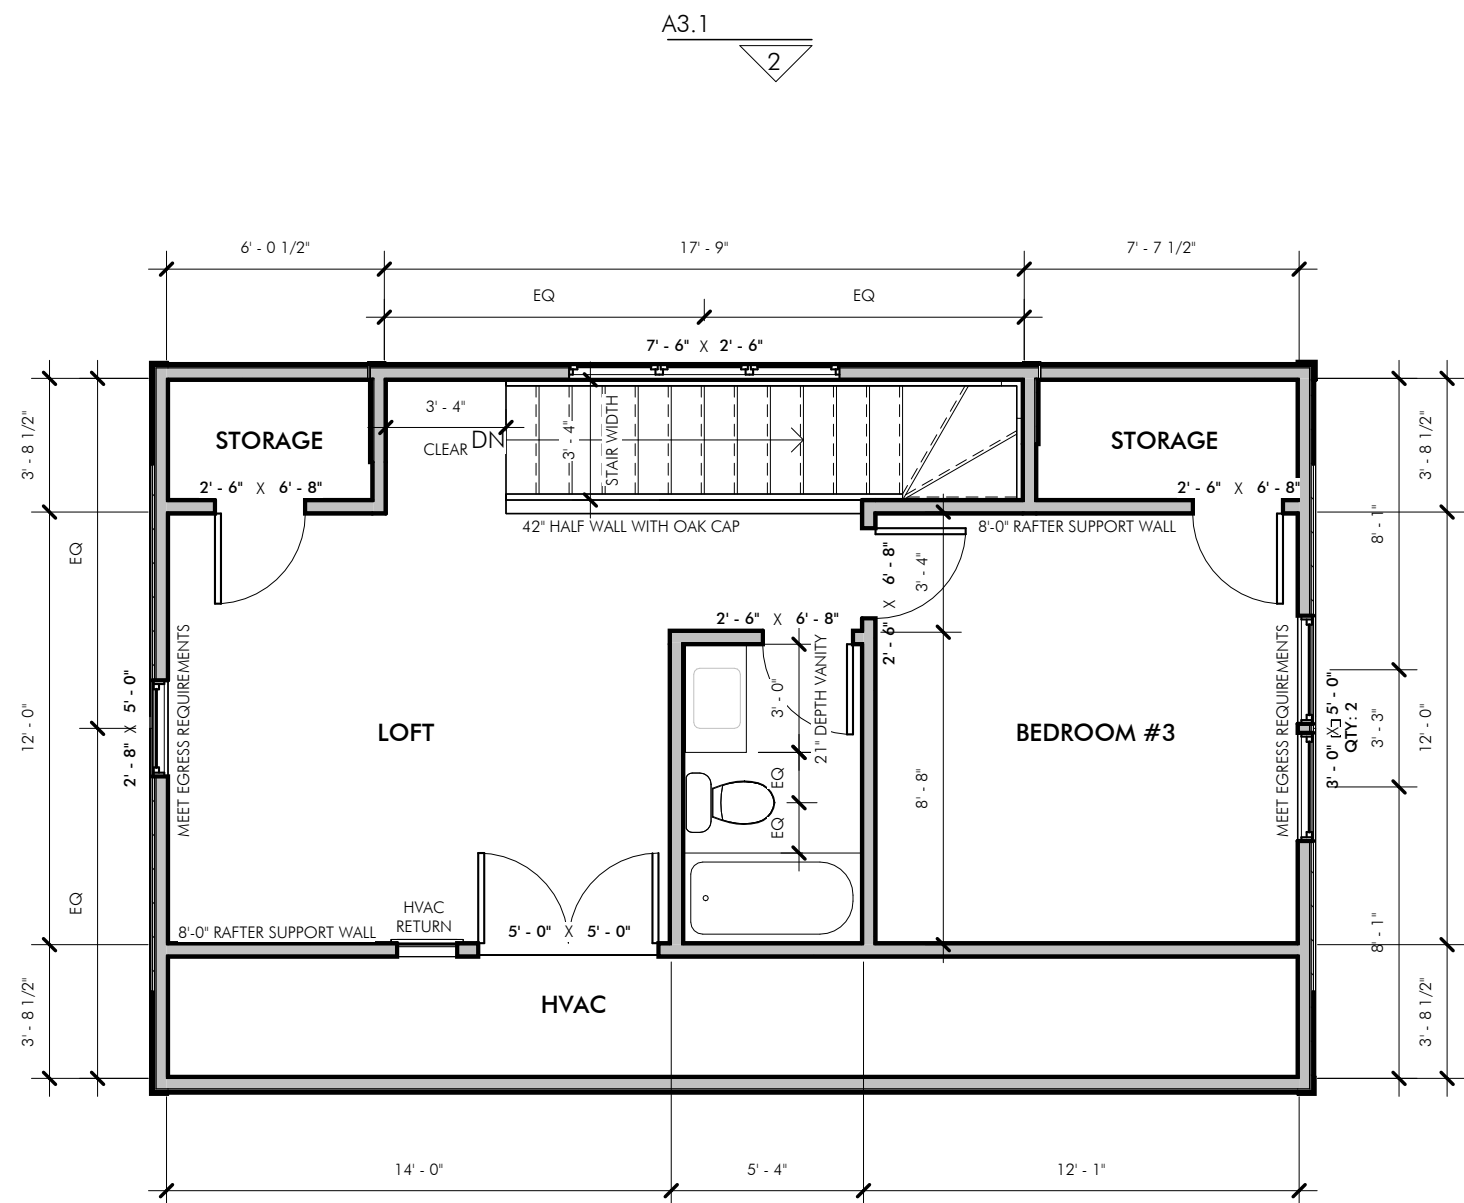 A3.1
2
6' - 0 1/2"
17' - 9"
7' - 7 1/2"
EQ
EQ
7' - 6" X 2' - 6"
3' - 8 1/2"
STORAGE
2' - 6" X 6' - 8"
3' - 4"
CLEAR
DN
3' - 4"
STAIR WIDTH
STORAGE
2' - 6" X 6' - 8"
3' - 8 1/2"
8' - 1"
42" HALF WALL WITH OAK CAP
8'-0" RAFTER SUPPORT WALL
EQ
2' - 6" X 6' - 8"
3' - 4"
2' - 6" X 6' - 8"
12' - 0"
2' - 8" X 5' - 0"
MEET EGRESS REQUIREMENTS
LOFT
3' - 0"
21" DEPTH VANITY
EQ
EQ
8' - 8"
BEDROOM #3
MEET EGRESS REQUIREMENTS
3' - 0" X 5' - 0"
QTY: 2
3' - 3"
12' - 0"
EQ
8'-0" RAFTER SUPPORT WALL
HVAC
RETURN
5' - 0" X 5' - 0"
8' - 1"
3' - 8 1/2"
HVAC
3' - 8 1/2"
14' - 0"
5' - 4"
12' - 1"